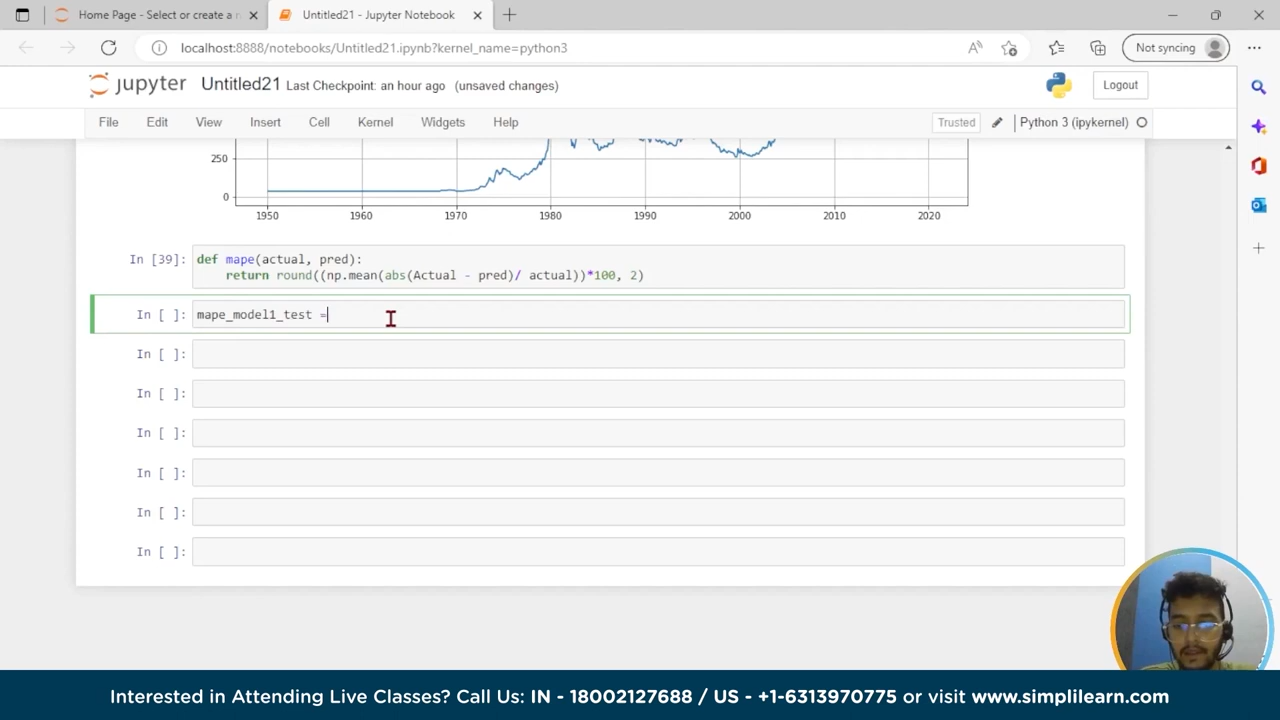 Home Page - Select or create a n
Untitled21 - Jupyter Notebook
localhost:8888/notebooks/Untitled21.ipynb?kernel_name=python3
Not syncing
jupyter Untitled21 Last Checkpoint: an hour ago (unsaved changes)
Logout
File Edit View Insert Cell Kernel Widgets Help
Trusted
Python 3 (ipykernel)
250
0
1950 1960 1970 1980 1990 2000 2010 2020
In [39]: def mape(actual, pred):
return round((np.mean(abs(Actual - pred)/ actual))*100, 2)
In [ ]: mape_model1_test =
In [ ]:
In [ ]:
In [ ]:
In [ ]:
In [ ]:
In [ ]:
Interested in Attending Live Classes? Call Us: IN - 18002127688 / US - +1-6313970775 or visit www.simplilearn.com